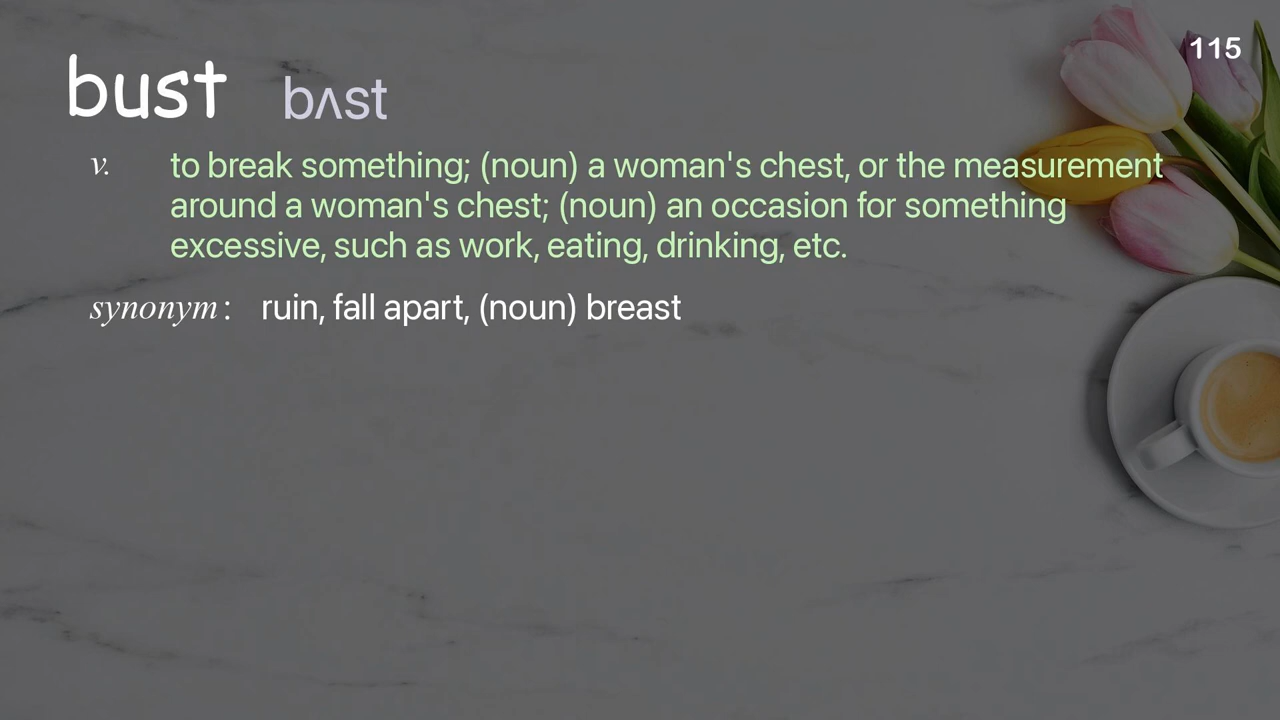 115
bust bʌst
v. to break something; (noun) a woman's chest, or the measurement
around a woman's chest; (noun) an occasion for something
excessive, such as work, eating, drinking, etc.
synonym: ruin, fall apart, (noun) breast